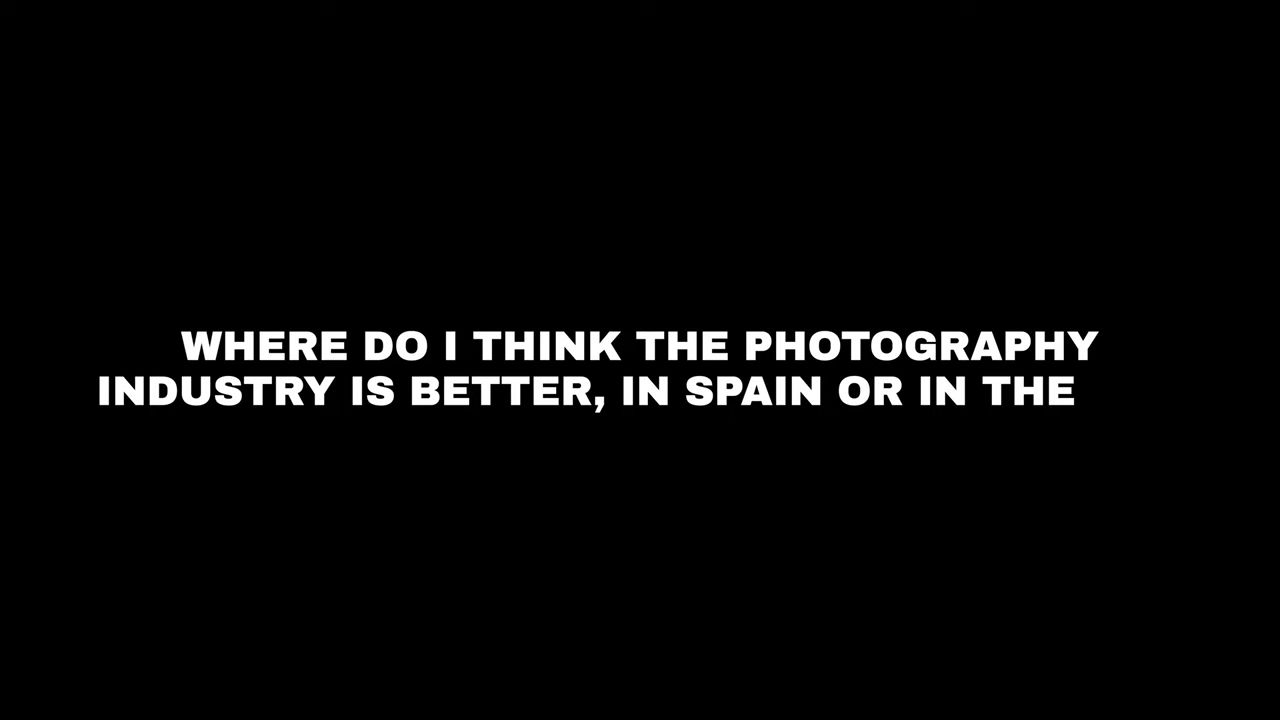 WHERE DO I THINK THE PHOTOGRAPHY
INDUSTRY IS BETTER, IN SPAIN OR IN THE